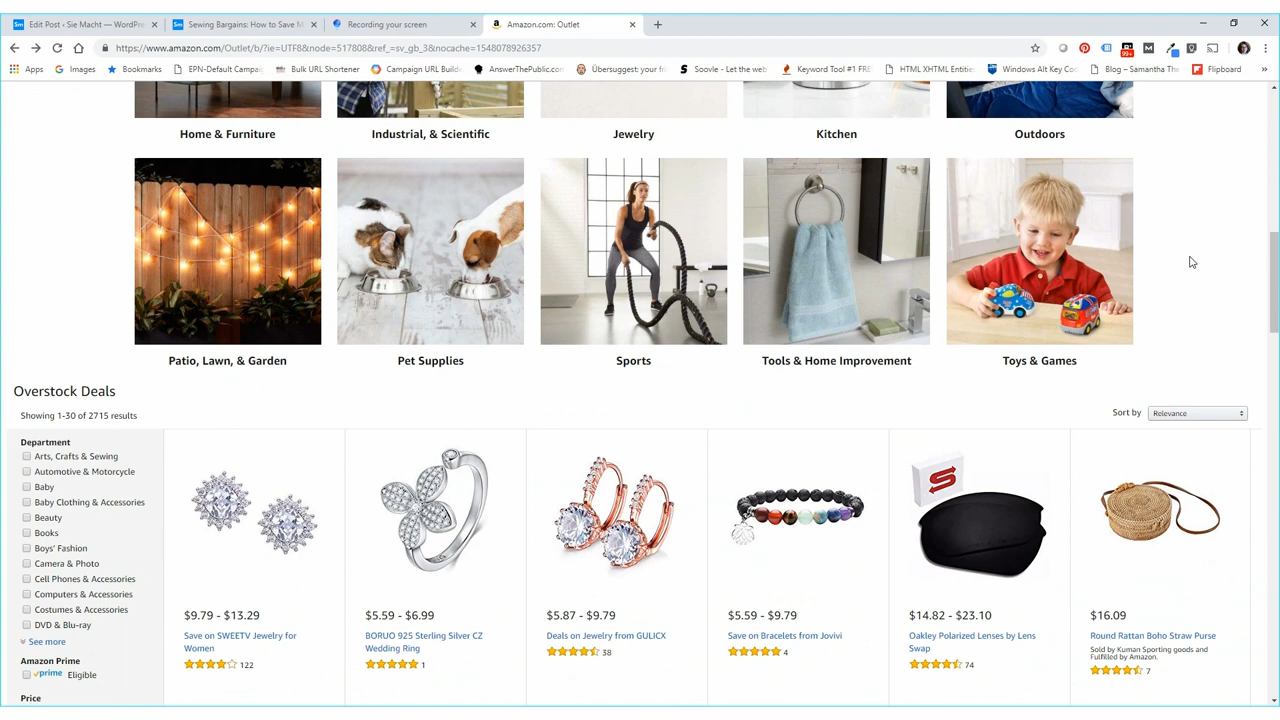 Edit Post ‹ Sie Macht — WordPre
Sewing Bargains: How to Save M
Recording your screen
Amazon.com: Outlet
https://www.amazon.com/Outlet/b/?ie=UTF8&node=517808&ref_=sv_gb_3&nocache=1548078926357
99+
Apps
Images
Bookmarks
EPN-Default Campai
Bulk URL Shortener
Campaign URL Builde
AnswerThePublic.com
Übersuggest: your fr
Soovle - Let the web
Keyword Tool #1 FRE
HTML XHTML Entitie
Windows Alt Key Co
Blog – Samantha The
Flipboard
Home & Furniture
Industrial, & Scientific
Jewelry
Kitchen
Outdoors
Patio, Lawn, & Garden
Pet Supplies
Sports
Tools & Home Improvement
Toys & Games
Overstock Deals
Showing 1-30 of 2715 results
Sort by
Relevance
Department
Arts, Crafts & Sewing
Automotive & Motorcycle
Baby
Baby Clothing & Accessories
Beauty
Books
Boys' Fashion
Camera & Photo
Cell Phones & Accessories
Computers & Accessories
Costumes & Accessories
DVD & Blu-ray
See more
Amazon Prime
prime Eligible
Price
$9.79 - $13.29
Save on SWEETV Jewelry for
Women
122
$5.59 - $6.99
BORUO 925 Sterling Silver CZ
Wedding Ring
1
$5.87 - $9.79
Deals on Jewelry from GULICX
38
$5.59 - $9.79
Save on Bracelets from Jovivi
4
$14.82 - $23.10
Oakley Polarized Lenses by Lens
Swap
74
$16.09
Round Rattan Boho Straw Purse
Sold by Kuman Sporting goods and
Fulfilled by Amazon.
7